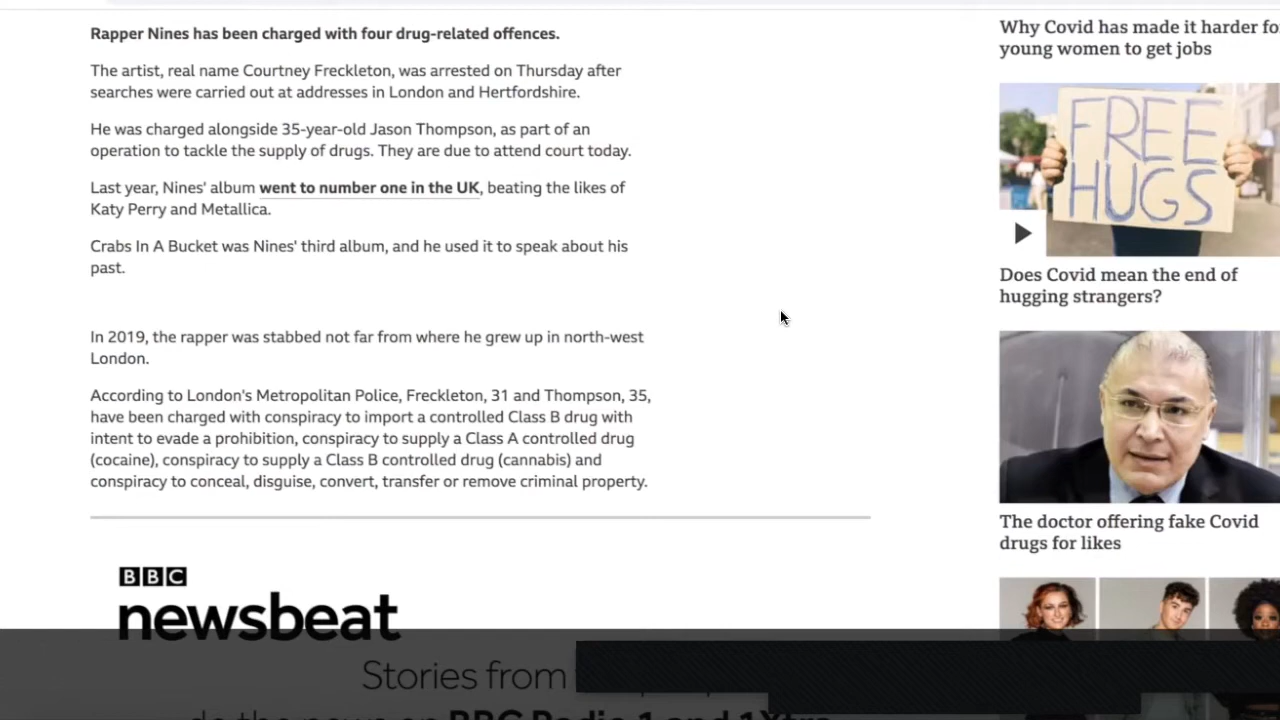 Rapper Nines has been charged with four drug-related offences.
The artist, real name Courtney Freckleton, was arrested on Thursday after
searches were carried out at addresses in London and Hertfordshire.
He was charged alongside 35-year-old Jason Thompson, as part of an
operation to tackle the supply of drugs. They are due to attend court today.
Last year, Nines' album went to number one in the UK, beating the likes of
Katy Perry and Metallica.
Crabs In A Bucket was Nines' third album, and he used it to speak about his
past.
In 2019, the rapper was stabbed not far from where he grew up in north-west
London.
According to London's Metropolitan Police, Freckleton, 31 and Thompson, 35,
have been charged with conspiracy to import a controlled Class B drug with
intent to evade a prohibition, conspiracy to supply a Class A controlled drug
(cocaine), conspiracy to supply a Class B controlled drug (cannabis) and
conspiracy to conceal, disguise, convert, transfer or remove criminal property.
BBC
newsbeat
Stories from
do the news on BBC Radio 1 and 1Xtra
Why Covid has made it harder fo
young women to get jobs
FREE
HUGS
Does Covid mean the end of
hugging strangers?
The doctor offering fake Covid
drugs for likes